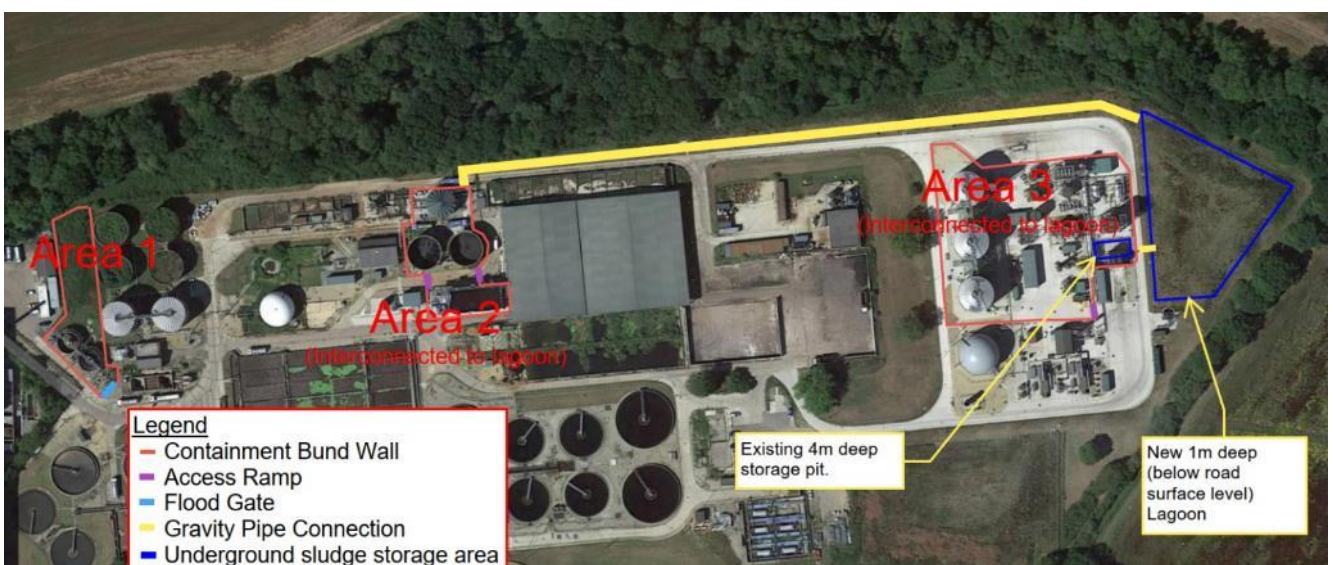 Area 1
Area 2
(Interconnected to lagoon)
Area 3
(Interconnected to lagoon)
Legend
Containment Bund Wall
Access Ramp
Flood Gate
Gravity Pipe Connection
Underground sludge storage area
Existing 4m deep
storage pit.
New 1m deep
(below road
surface level)
Lagoon